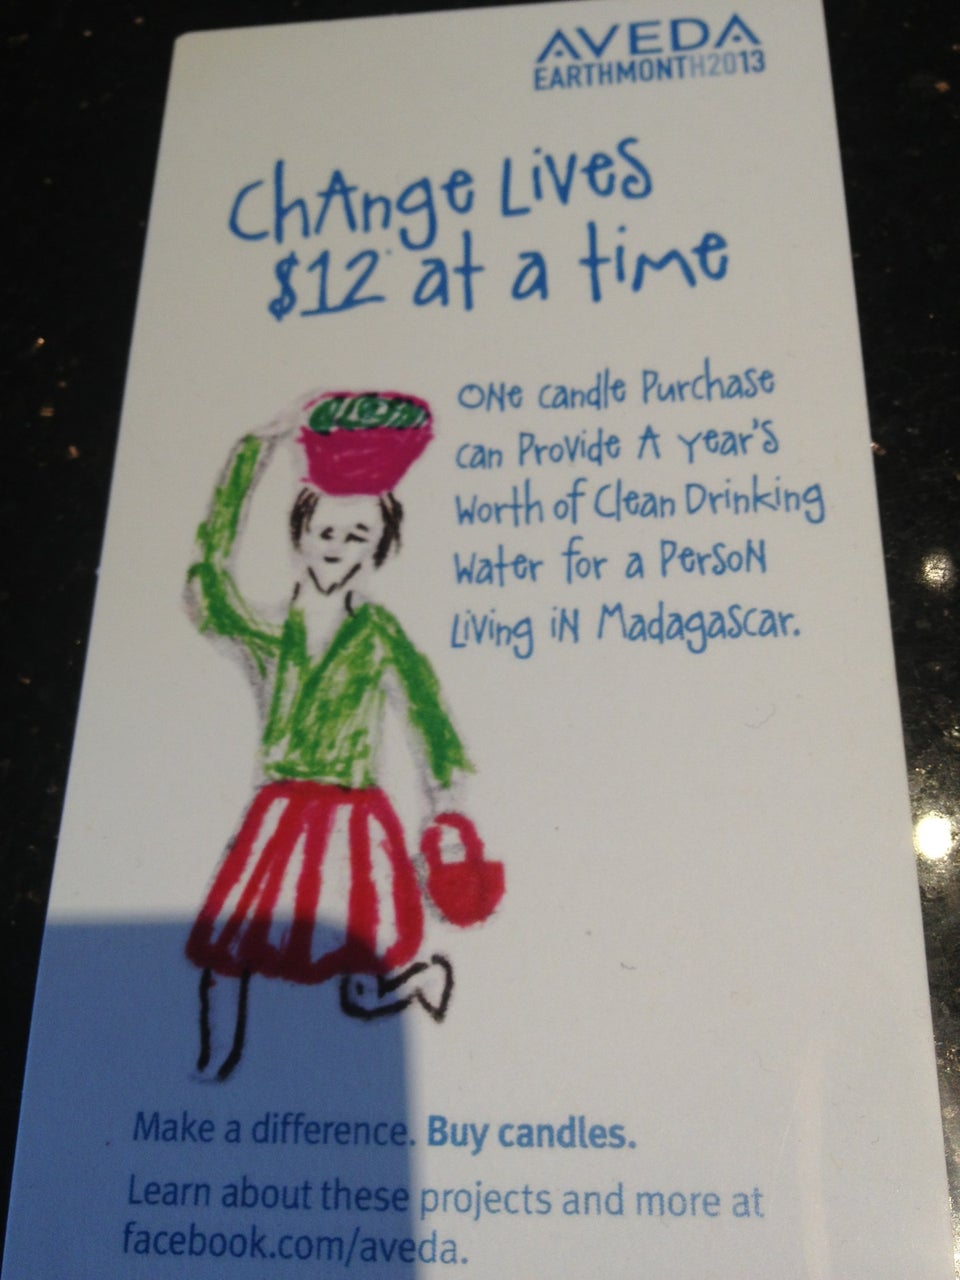 AVEDA
EARTHMONTH2013
ChAnge Lives
$12 at a time
ONe candle Purchase
can Provide A year's
Worth of Clean Drinking
Water for a PerSoN
Living iN Madagascar.
Make a difference. Buy candles.
Learn about these projects and more at
facebook.com/aveda.